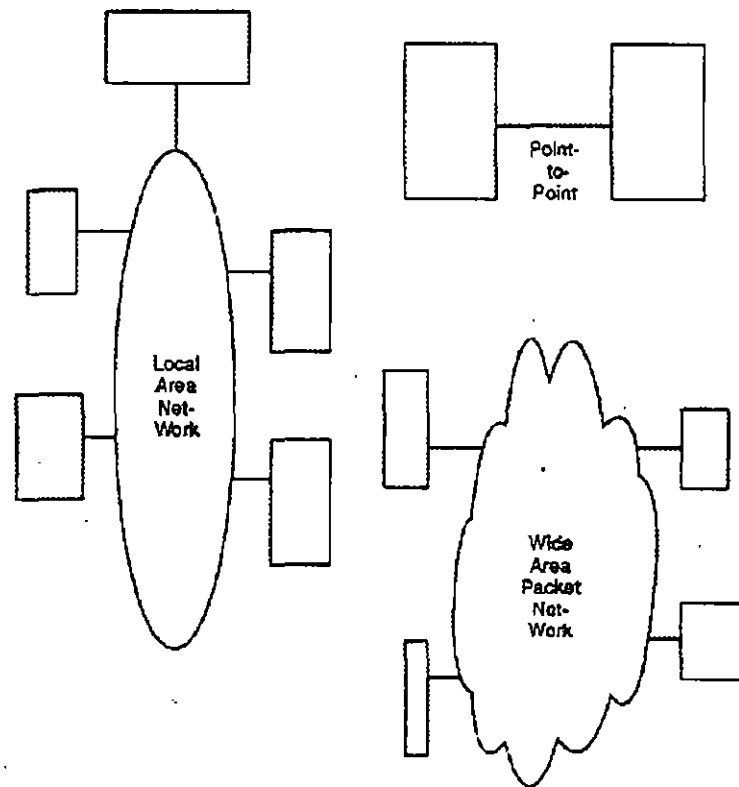 Point-
to-
Point
Local
Area
Net-
Work
Wide
Area
Packet
Net-
Work